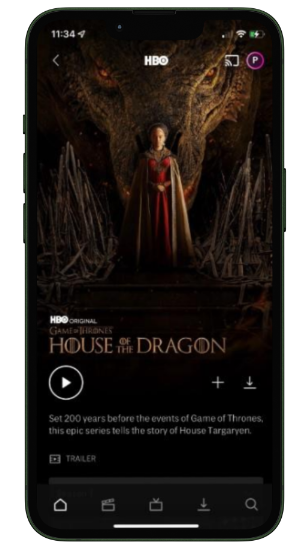 11:34
HBO
P
HBO ORIGINAL
GAME OF THRONES
HOUSE OF THE DRAGON
Set 200 years before the events of Game of Thrones,
this epic series tells the story of House Targaryen.
TRAILER